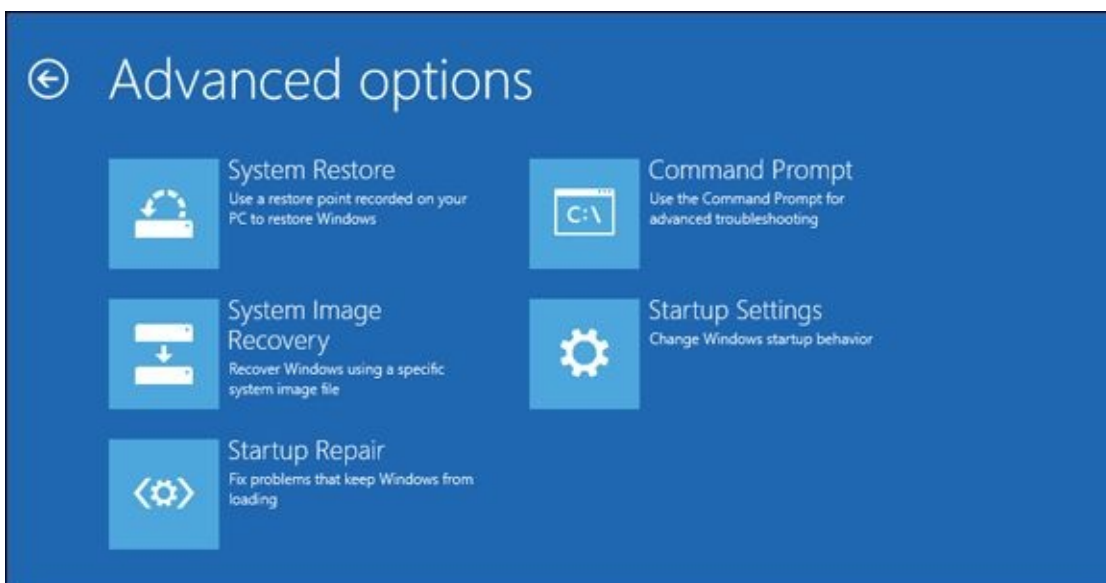 Advanced options
System Restore
Use a restore point recorded on your
PC to restore Windows
System Image
Recovery
Recover Windows using a specific
system image file
Startup Repair
Fix problems that keep Windows from
loading
Command Prompt
Use the Command Prompt for
advanced troubleshooting
C:\
Startup Settings
Change Windows startup behavior